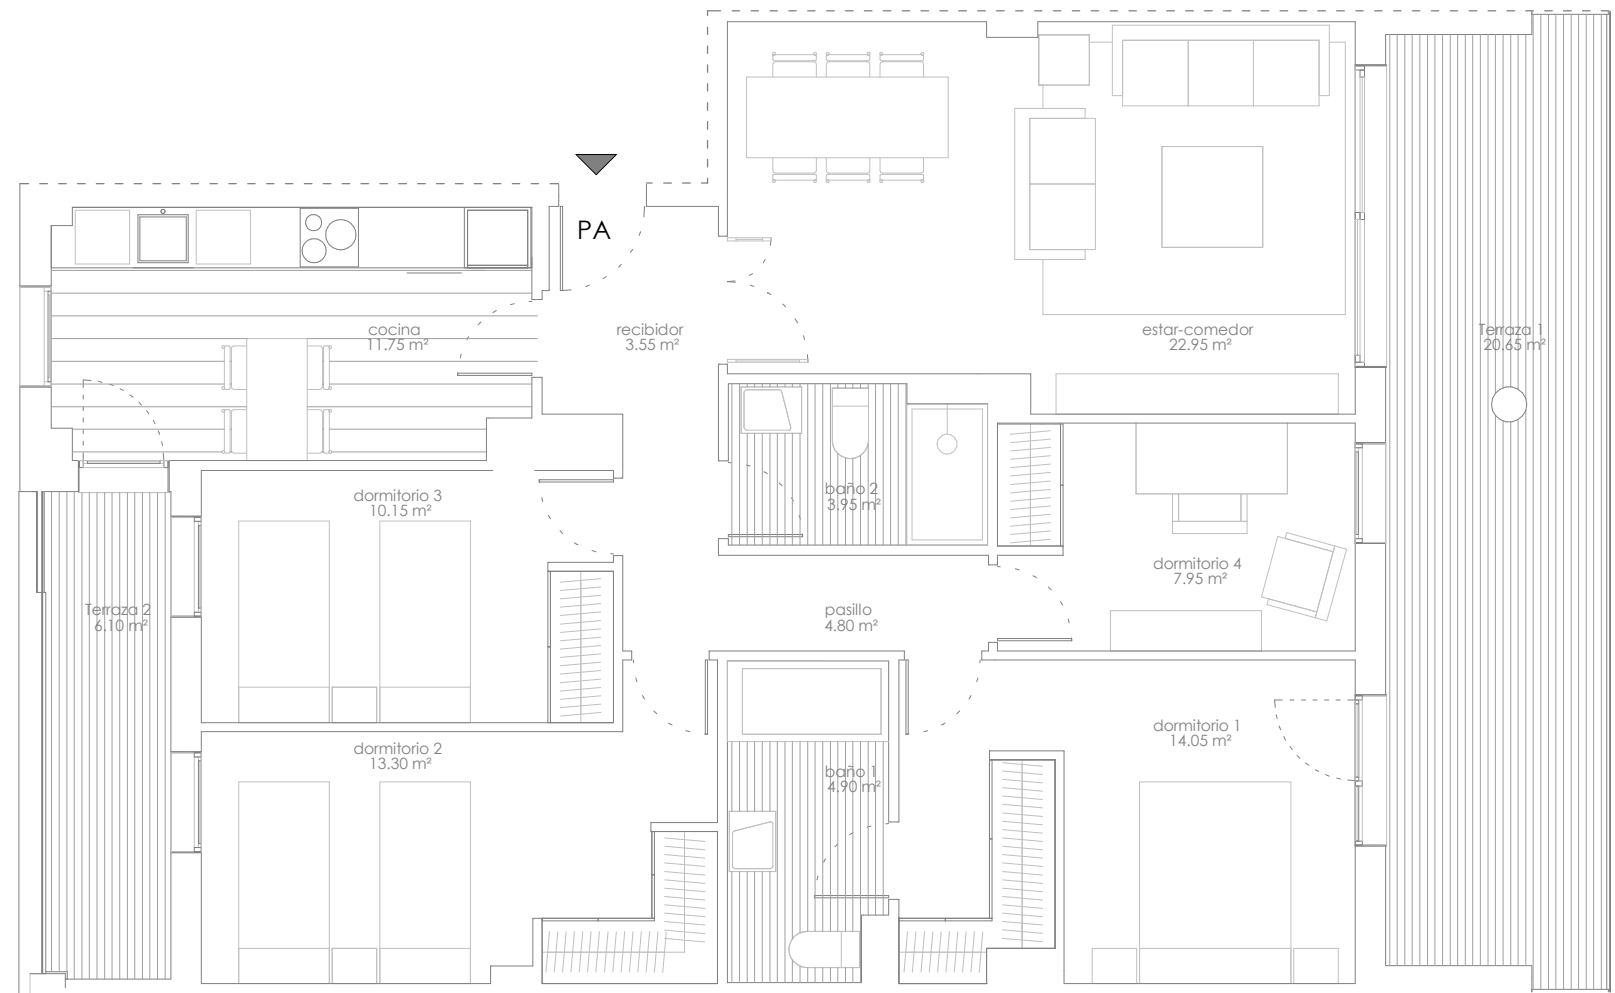 PA
cocina
11.75 m²
recibidor
3.55 m²
estar-comedor
22.95 m²
Terraza 1
20.65 m²
dormitorio 3
10.15 m²
baño 2
3.95 m²
dormitorio 4
7.95 m²
Terraza 2
6.10 m²
pasillo
4.80 m²
dormitorio 2
13.30 m²
baño 1
4.90 m²
dormitorio 1
14.05 m²